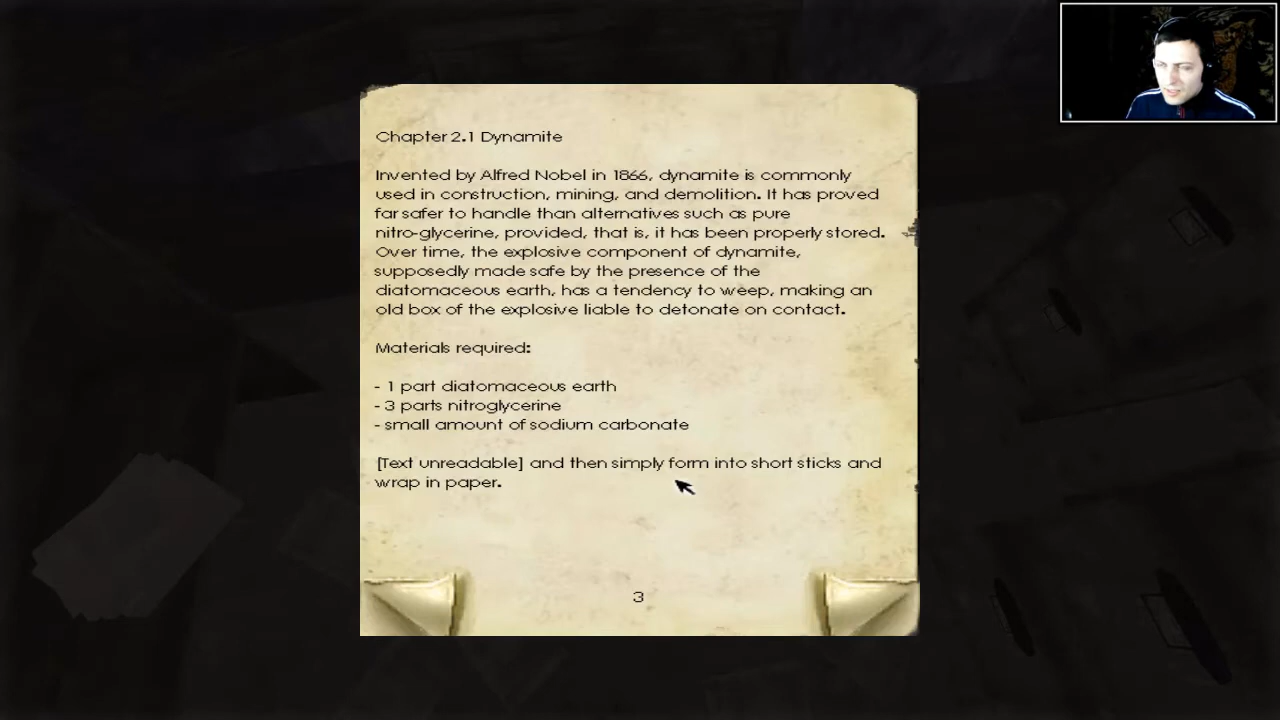 Chapter 2.1 Dynamite
Invented by Alfred Nobel in 1866, dynamite is commonly
used in construction, mining, and demolition. It has proved
far safer to handle than alternatives such as pure
nitro-glycerine, provided, that is, it has been properly stored.
Over time, the explosive component of dynamite,
supposedly made safe by the presence of the
diatomaceous earth, has a tendency to weep, making an
old box of the explosive liable to detonate on contact.
Materials required:
- 1 part diatomaceous earth
- 3 parts nitroglycerine
- small amount of sodium carbonate
[Text unreadable] and then simply form into short sticks and
wrap in paper.
3